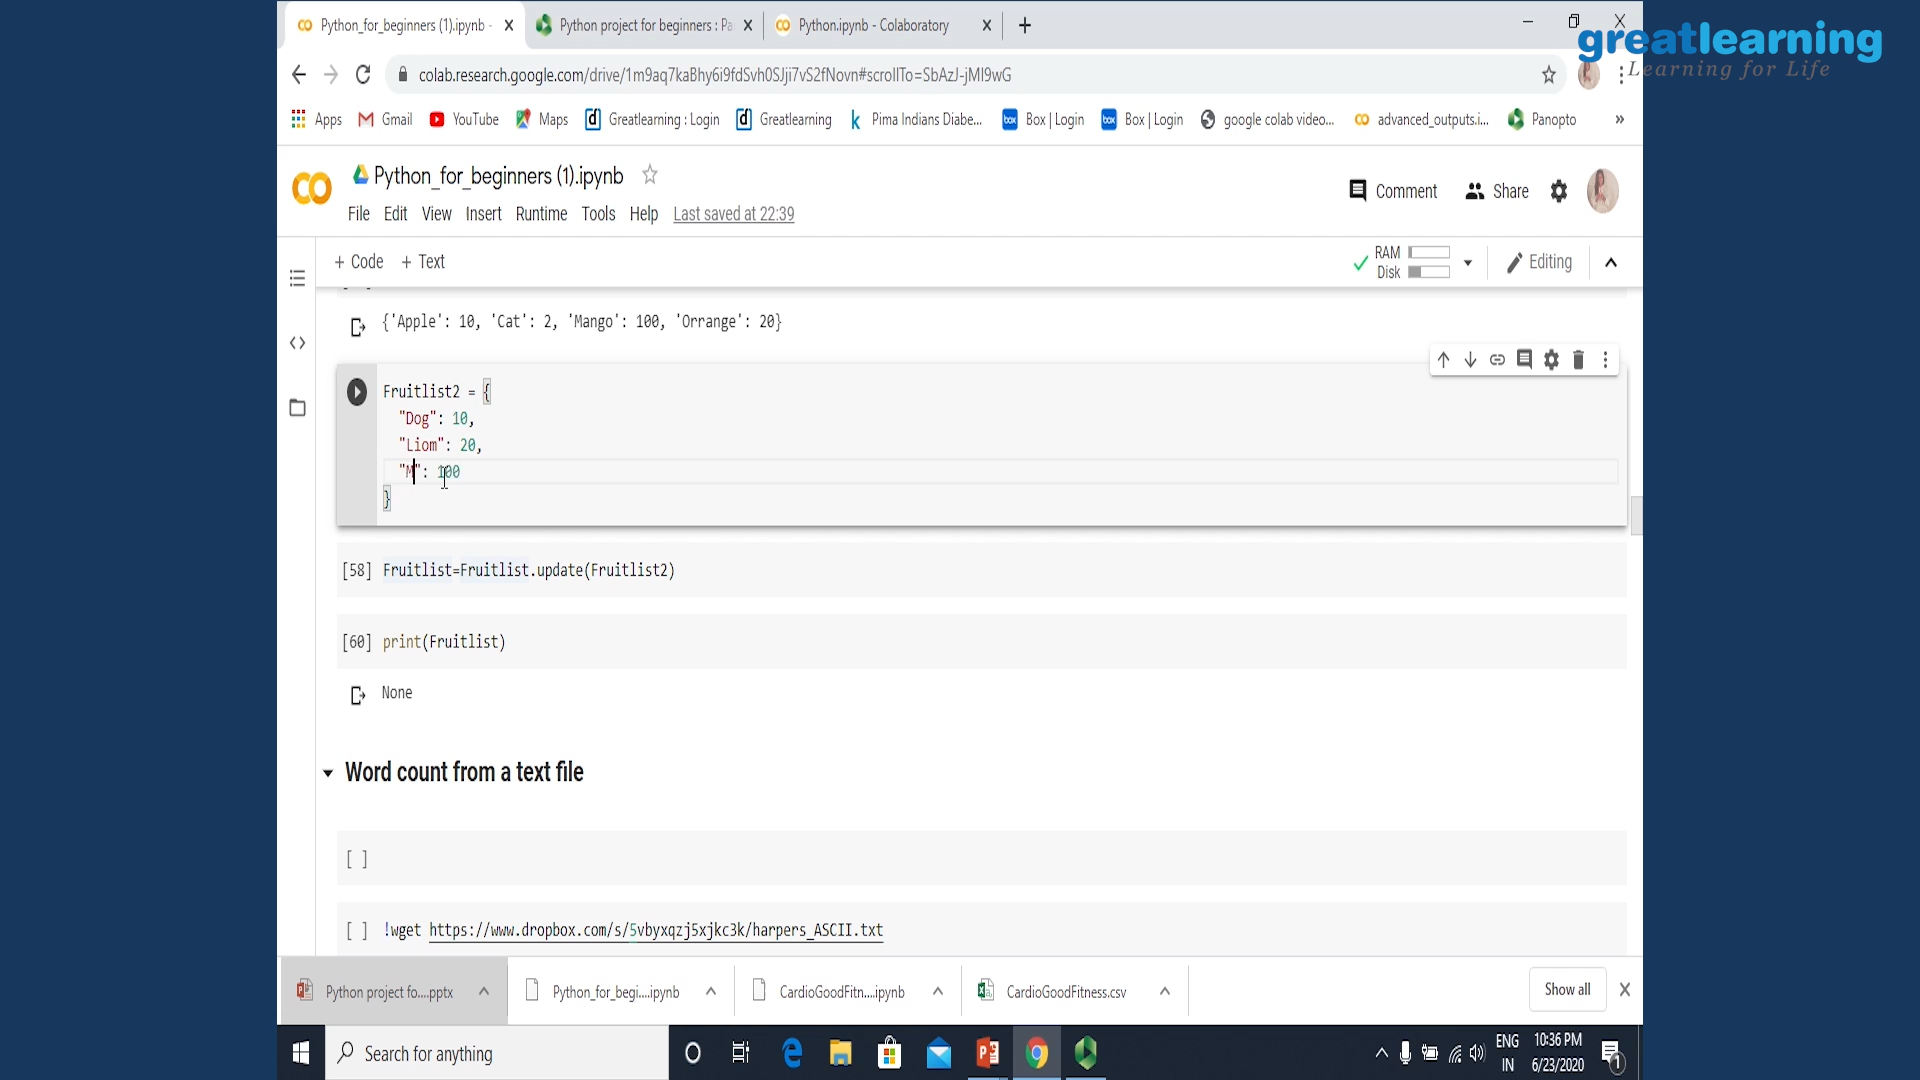 Python_for_beginners (1).ipynb -
Python project for beginners : Pa
Python.ipynb - Colaboratory
greatlearning
Learning for Life
colab.research.google.com/drive/1m9aq7kaBhy6i9fdSvh0SJji7vS2fNovn#scrollTo=SbAzJ-jMI9wG
Apps Gmail YouTube Maps Greatlearning : Login Greatlearning Pima Indians Diabe... Box | Login Box | Login google colab video... advanced_outputs.i... Panopto »
Python_for_beginners (1).ipynb
Comment Share
File Edit View Insert Runtime Tools Help Last saved at 22:39
+ Code + Text
RAM
Disk
Editing
{'Apple': 10, 'Cat': 2, 'Mango': 100, 'Orrange': 20}
Fruitlist2 = {
"Dog": 10,
"Liom": 20,
"M": 100
}
[58] Fruitlist=Fruitlist.update(Fruitlist2)
[60] print(Fruitlist)
None
Word count from a text file
[ ]
[ ] !wget https://www.dropbox.com/s/5vbyxqzj5xjkc3k/harpers_ASCII.txt
Python project fo....pptx
Python_for_begi....ipynb
CardioGoodFitn....ipynb
CardioGoodFitness.csv
Show all
Search for anything
ENG
IN
10:36 PM
6/23/2020
1